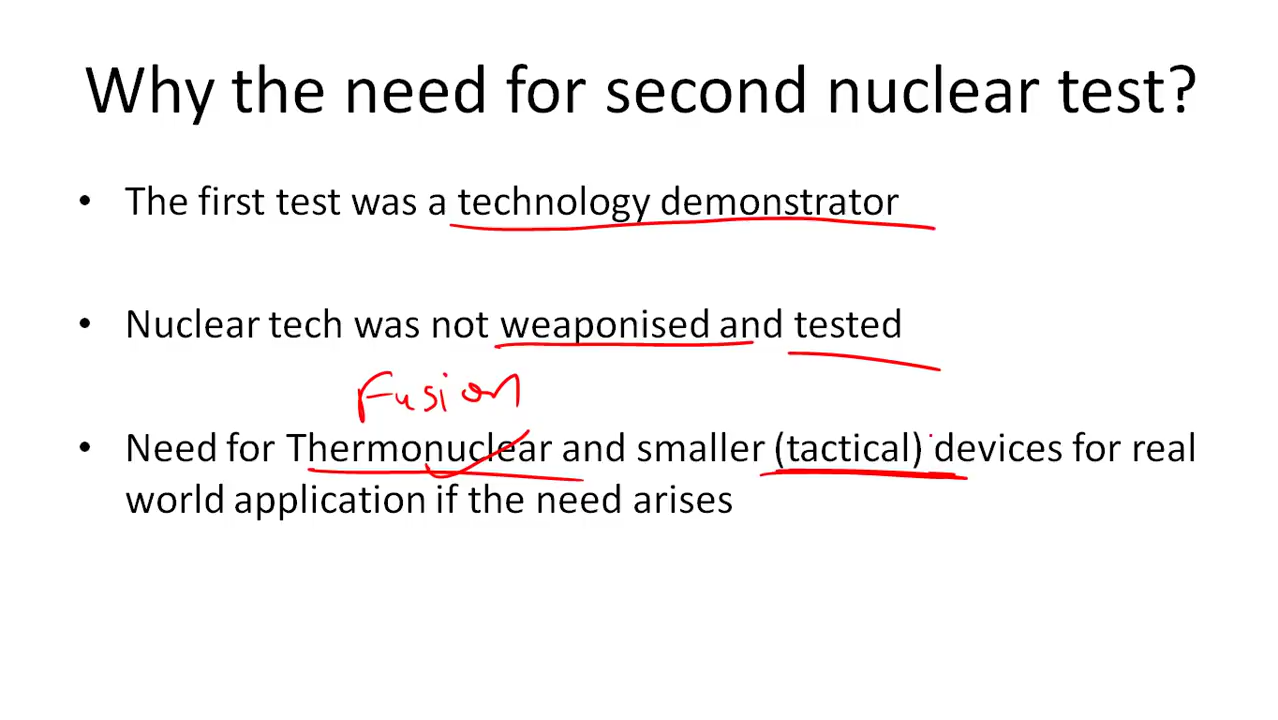 Why the need for second nuclear test?
• The first test was a technology demonstrator
• Nuclear tech was not weaponised and tested
Fusion
• Need for Thermonuclear and smaller (tactical) devices for real
world application if the need arises